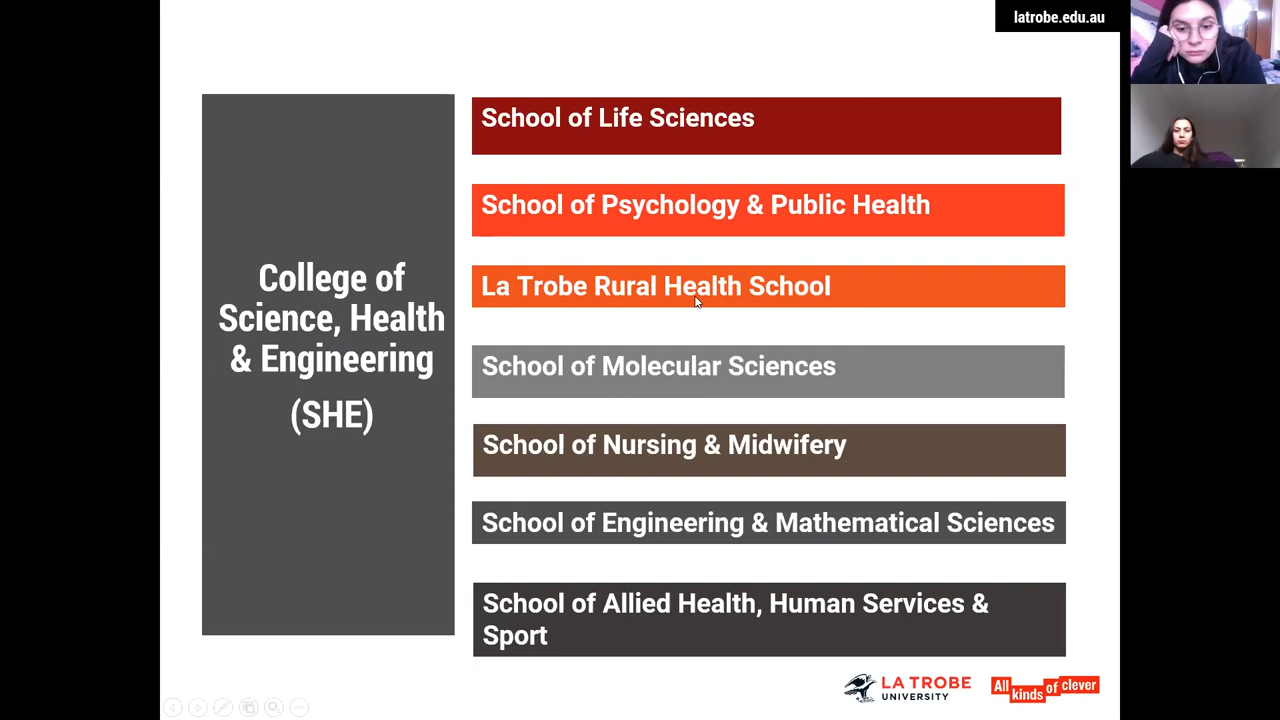 latrobe.edu.au
College of
Science, Health
& Engineering
(SHE)
School of Life Sciences
School of Psychology & Public Health
La Trobe Rural Health School
School of Molecular Sciences
School of Nursing & Midwifery
School of Engineering & Mathematical Sciences
School of Allied Health, Human Services &
Sport
LA TROBE
UNIVERSITY
All kinds of clever